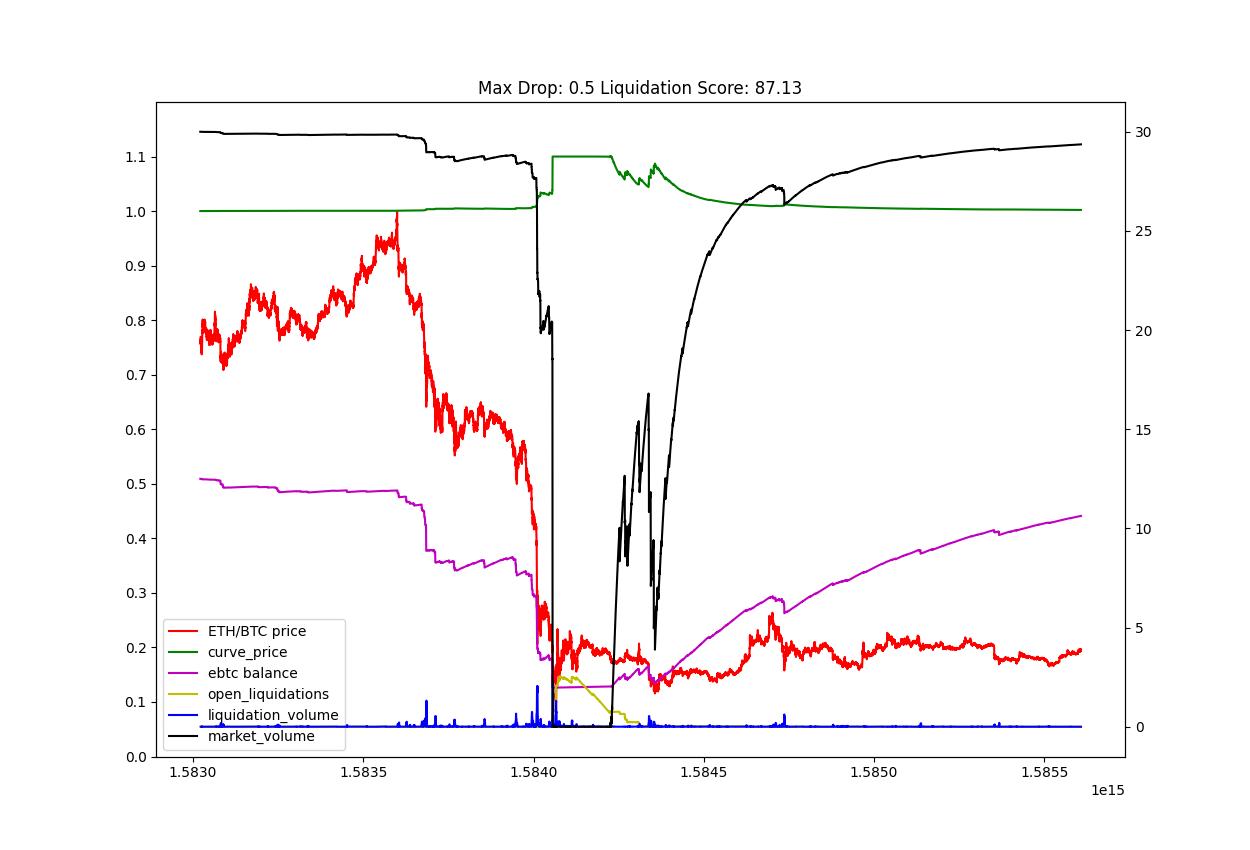 Max Drop: 0.5 Liquidation Score: 87.13
1.1
1.0
0.9
0.8
0.7
0.6
0.5
0.4
0.3
0.2
0.1
0.0
30
25
20
15
10
5
0
ETH/BTC price
curve_price
ebtc balance
open_liquidations
liquidation_volume
market_volume
1.5830 1.5835 1.5840 1.5845 1.5850 1.5855
1e15